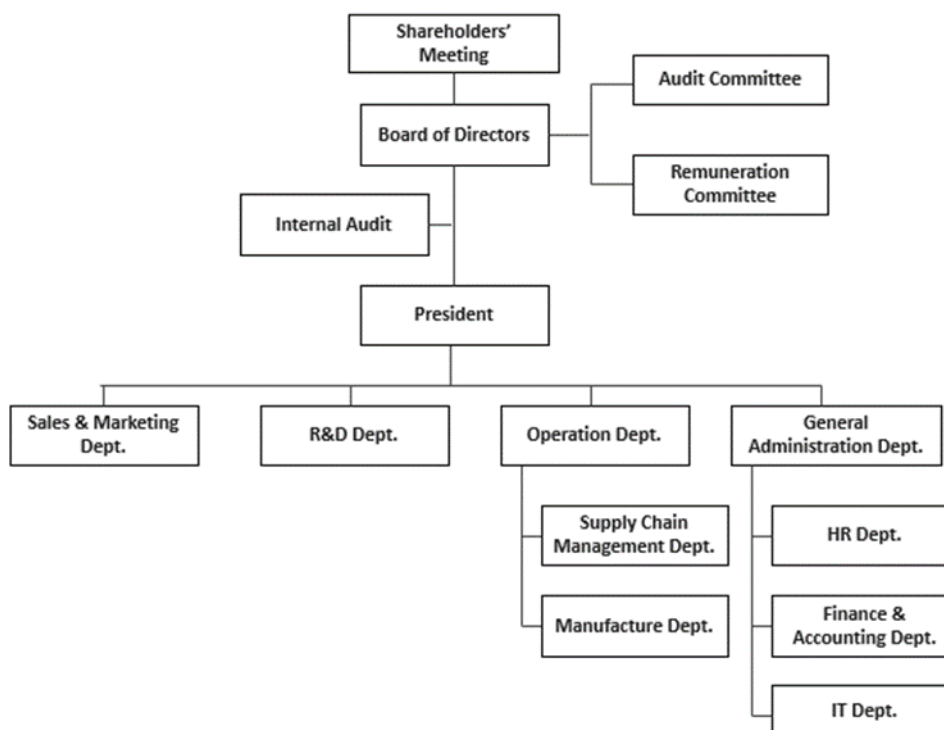 Shareholders'
Meeting
Audit Committee
Board of Directors
Remuneration
Committee
Internal Audit
President
Sales & Marketing
Dept.
R&D Dept.
Operation Dept.
General
Administration Dept.
Supply Chain
Management Dept.
HR Dept.
Manufacture Dept.
Finance &
Accounting Dept.
IT Dept.